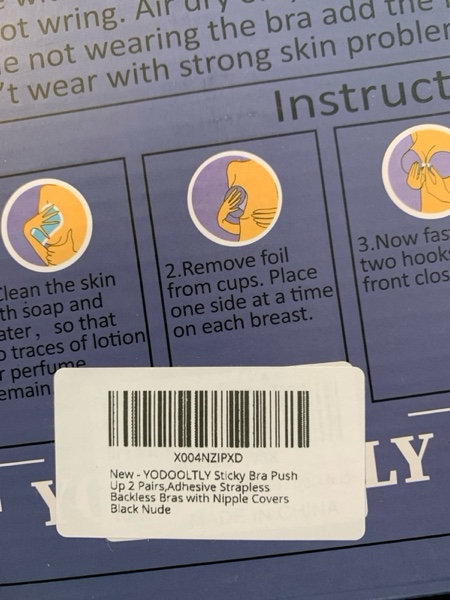 ot wring. Air dry
e not wearing the bra add the
't wear with strong skin problem
Instruct
Clean the skin
th soap and
ater, so that
o traces of lotion
r perfume
emain.
2.Remove foil
from cups. Place
one side at a time
on each breast.
3.Now fas
two hooks
front clos
Y
LY
X004NZIPXD
New - YODOOLTLY Sticky Bra Push
Up 2 Pairs,Adhesive Strapless
Backless Bras with Nipple Covers
Black Nude